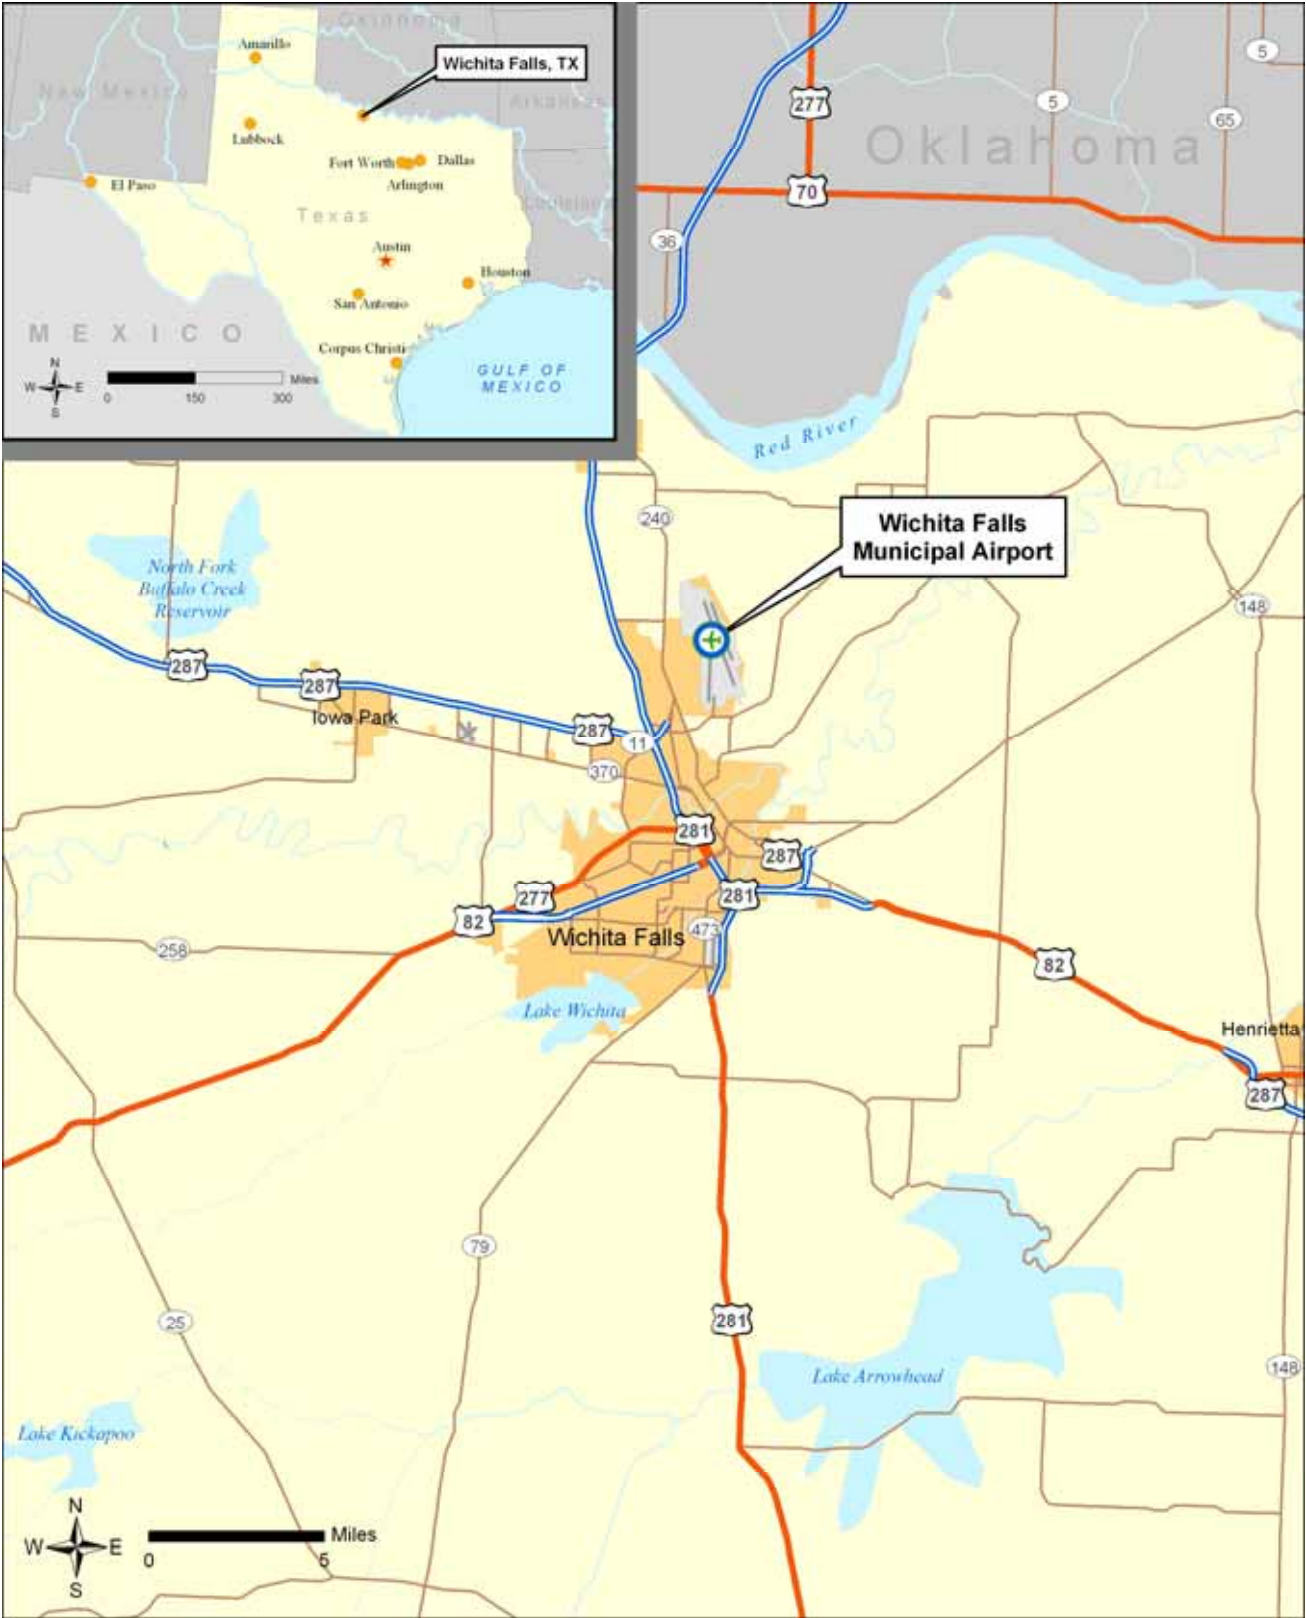 Oklahoma
Amarillo
Wichita Falls, TX
New Mexico
Arkansas
Lubbock
Fort Worth
Dallas
Arlington
El Paso
Louisiana
Texas
Austin
Houston
San Antonio
MEXICO
Corpus Christi
GULF OF
MEXICO
N
W
E
S
0
150
300
Miles
5
277
5
65
Oklahoma
70
36
Red River
240
Wichita Falls
Municipal Airport
North Fork
Buffalo Creek
Reservoir
148
287
287
Iowa Park
287
11
370
281
287
277
281
82
473
Wichita Falls
258
82
Lake Wichita
Henrietta
287
79
25
281
148
Lake Arrowhead
Lake Kickapoo
N
W
E
S
0
5
Miles